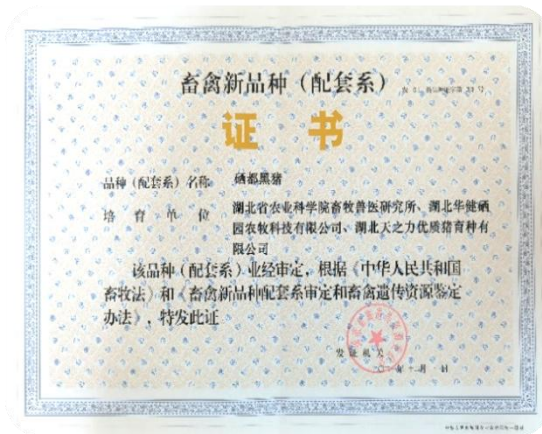 畜禽新品种（配套系）
证 书
品种（配套系）名称 硒都黑猪
培育单位 湖北省农业科学院畜牧兽医研究所、湖北华健硒
园农牧科技有限公司、湖北天之力优质猪育种有
限公司
该品种（配套系）业经审定，根据《中华人民共和国
畜牧法》和《畜禽新品种配套系审定和畜禽遗传资源鉴定
办法》，特发此证
发证机关